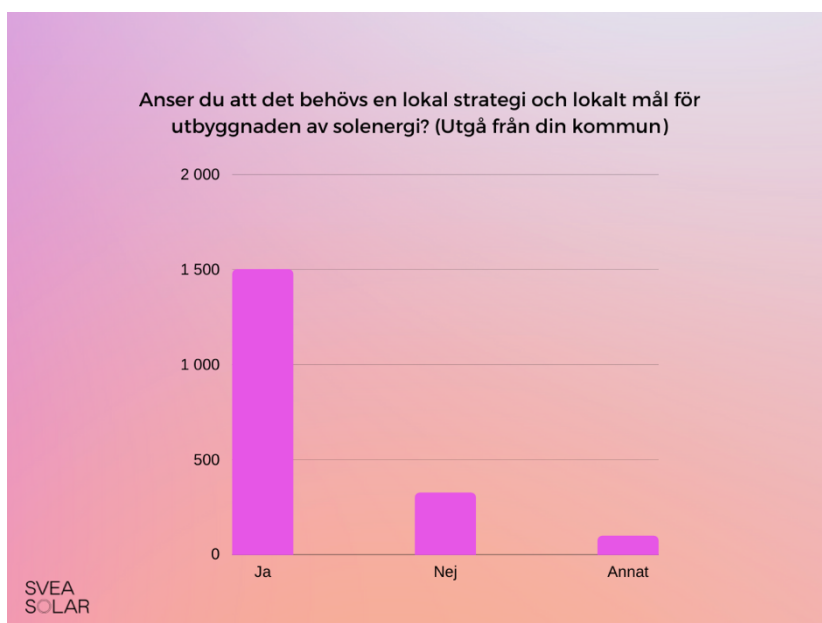 Anser du att det behövs en lokal strategi och lokalt mål för
utbyggnaden av solenergi? (Utgå från din kommun)
2 000
1 500
1 000
500
0
Ja
Nej
Annat
SVEA
SOLAR